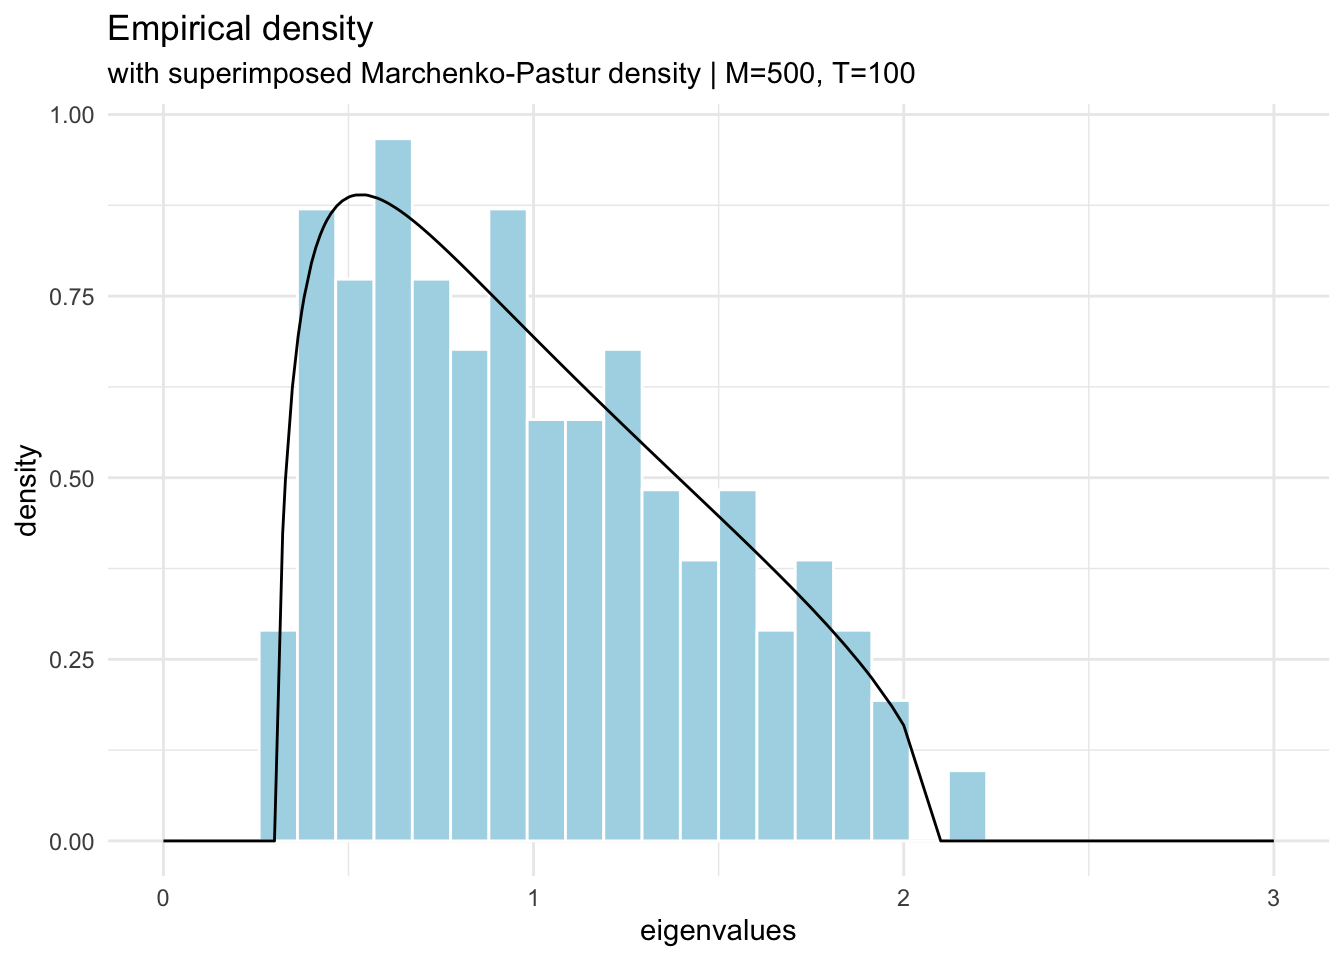 Empirical density
with superimposed Marchenko-Pastur density | M=500, T=100
1.00
0.75
0.50
0.25
0.00
density
0
1
2
3
eigenvalues